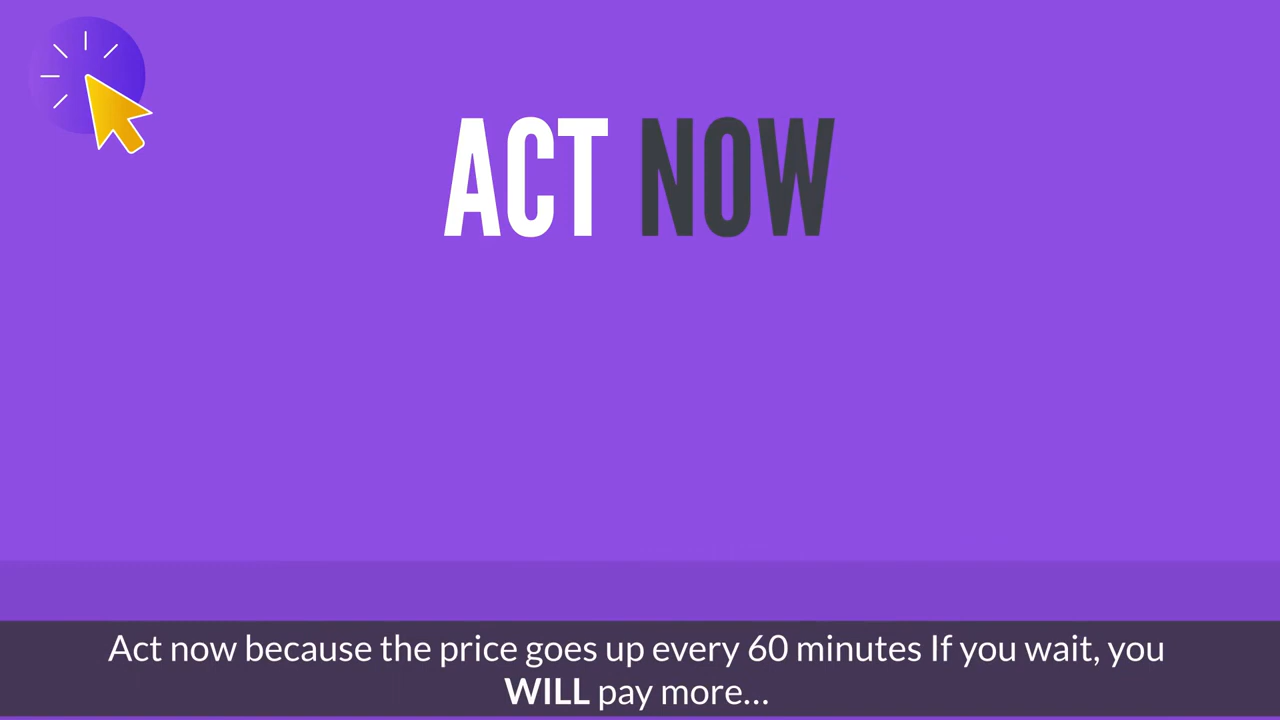 ACT NOW
Act now because the price goes up every 60 minutes If you wait, you
WILL pay more...